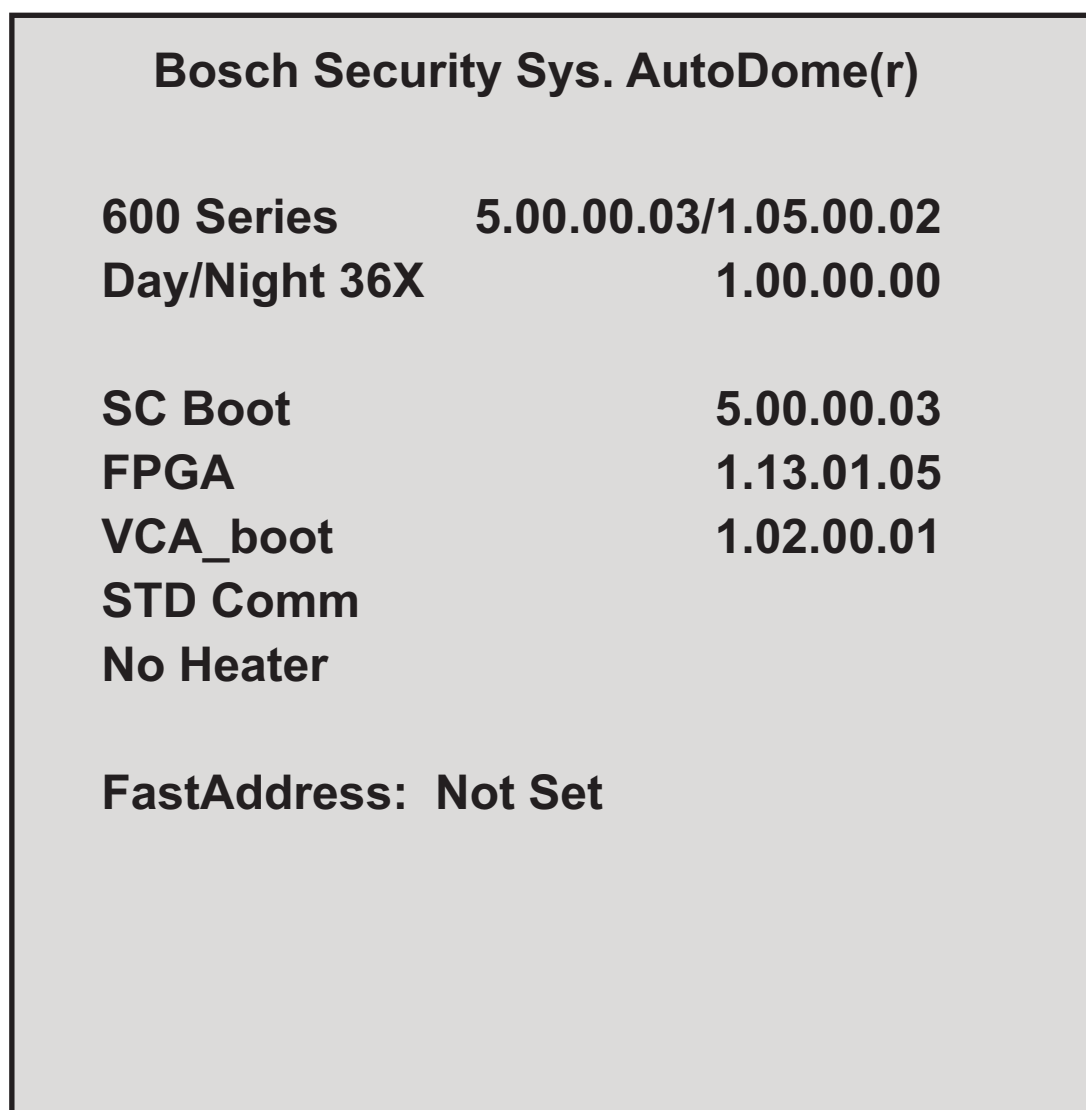 Bosch Security Sys. AutoDome(r)
600 Series 5.00.00.03/1.05.00.02
Day/Night 36X 1.00.00.00
SC Boot 5.00.00.03
FPGA 1.13.01.05
VCA_boot 1.02.00.01
STD Comm
No Heater
FastAddress: Not Set